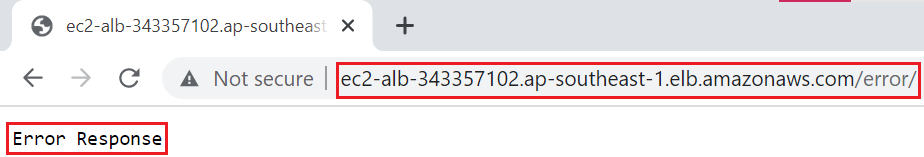 ec2-alb-343357102.ap-southeast
Not secure
ec2-alb-343357102.ap-southeast-1.elb.amazonaws.com/error/
Error Response